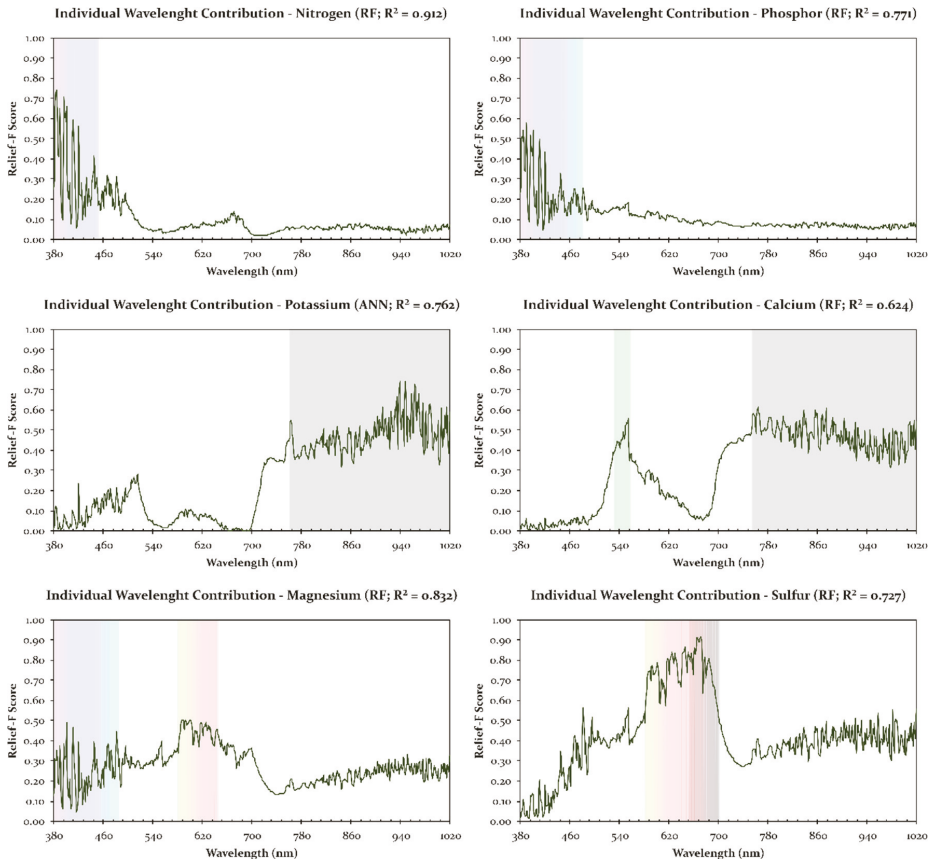 Individual Wavelenght Contribution - Nitrogen (RF; R² = 0.912)
Relief-F Score
1.00
0.90
0.80
0.70
0.60
0.50
0.40
0.30
0.20
0.10
0.00
380 460 540 620 700 780 860 940 1020
Wavelength (nm)
Individual Wavelenght Contribution - Phosphor (RF; R² = 0.771)
Relief-F Score
1.00
0.90
0.80
0.70
0.60
0.50
0.40
0.30
0.20
0.10
0.00
380 460 540 620 700 780 860 940 1020
Wavelength (nm)
Individual Wavelenght Contribution - Potassium (ANN; R² = 0.762)
Relief-F Score
1.00
0.90
0.80
0.70
0.60
0.50
0.40
0.30
0.20
0.10
0.00
380 460 540 620 700 780 860 940 1020
Wavelength (nm)
Individual Wavelenght Contribution - Calcium (RF; R² = 0.624)
Relief-F Score
1.00
0.90
0.80
0.70
0.60
0.50
0.40
0.30
0.20
0.10
0.00
380 460 540 620 700 780 860 940 1020
Wavelength (nm)
Individual Wavelenght Contribution - Magnesium (RF; R² = 0.832)
Relief-F Score
1.00
0.90
0.80
0.70
0.60
0.50
0.40
0.30
0.20
0.10
0.00
380 460 540 620 700 780 860 940 1020
Wavelength (nm)
Individual Wavelenght Contribution - Sulfur (RF; R² = 0.727)
Relief-F Score
1.00
0.90
0.80
0.70
0.60
0.50
0.40
0.30
0.20
0.10
0.00
380 460 540 620 700 780 860 940 1020
Wavelength (nm)